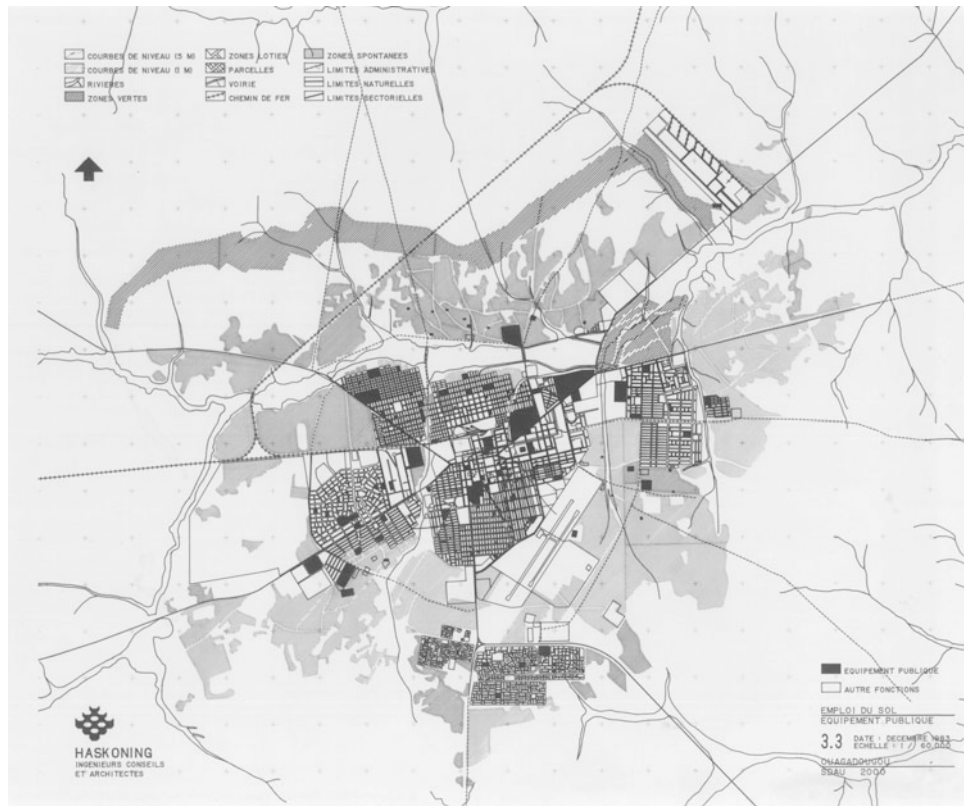 COURBES DE NIVEAU (5 M)
COURBES DE NIVEAU (1 M)
RIVIERES
ZONES VERTES
ZONES LOTIES
PARCELLES
VOIRIE
CHEMIN DE FER
ZONES SPONTANEES
LIMITES ADMINISTRATIVES
LIMITES NATURELLES
LIMITES SECTORIELLES
HASKONING
INGENIEURS CONSEILS
ET ARCHITECTES
EQUIPEMENT PUBLIQUE
AUTRE FONCTIONS
EMPLOI DU SOL
EQUIPEMENT PUBLIQUE
3.3 DATE : DECEMBRE 1983
ECHELLE : 1 / 60.000
OUAGADOUGOU
SDAU 2000